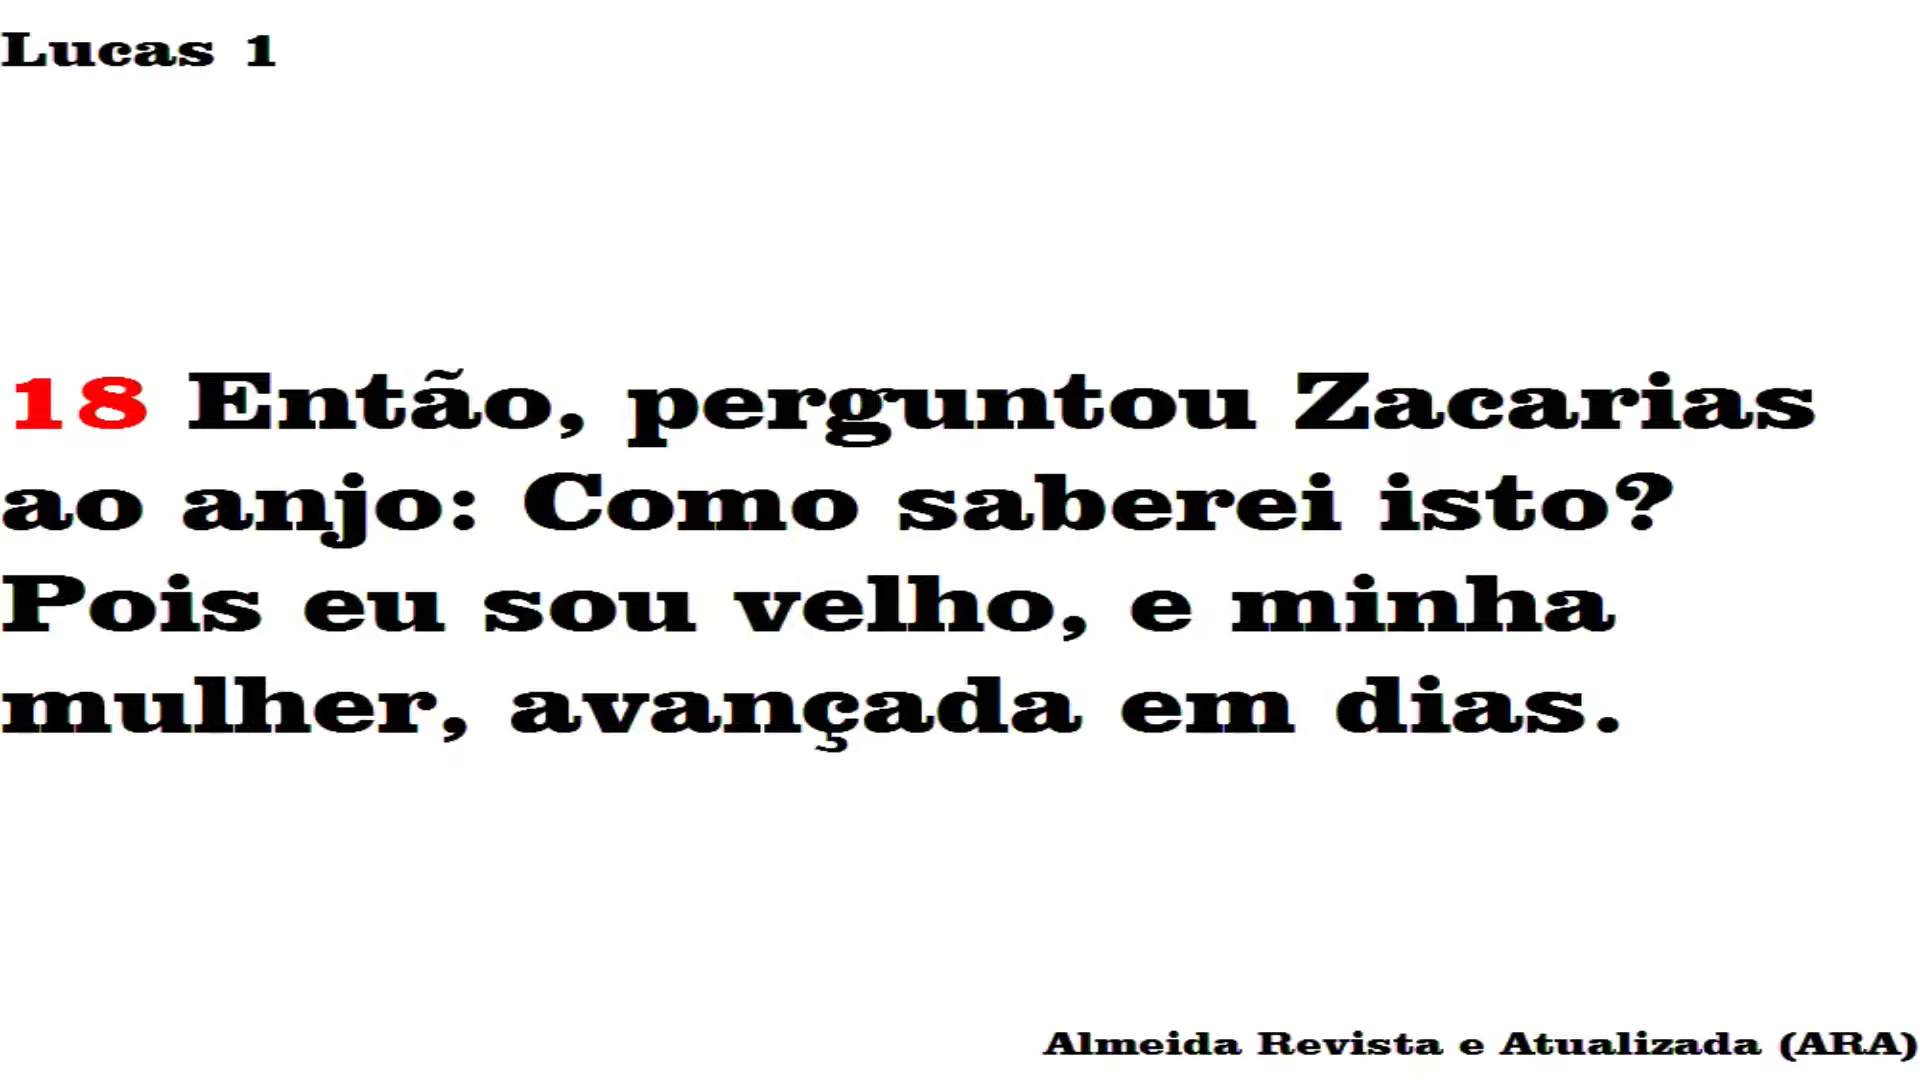 Lucas 1
18 Então, perguntou Zacarias
ao anjo: Como saberei isto?
Pois eu sou velho, e minha
mulher, avançada em dias.
Almeida Revista e Atualizada (ARA)